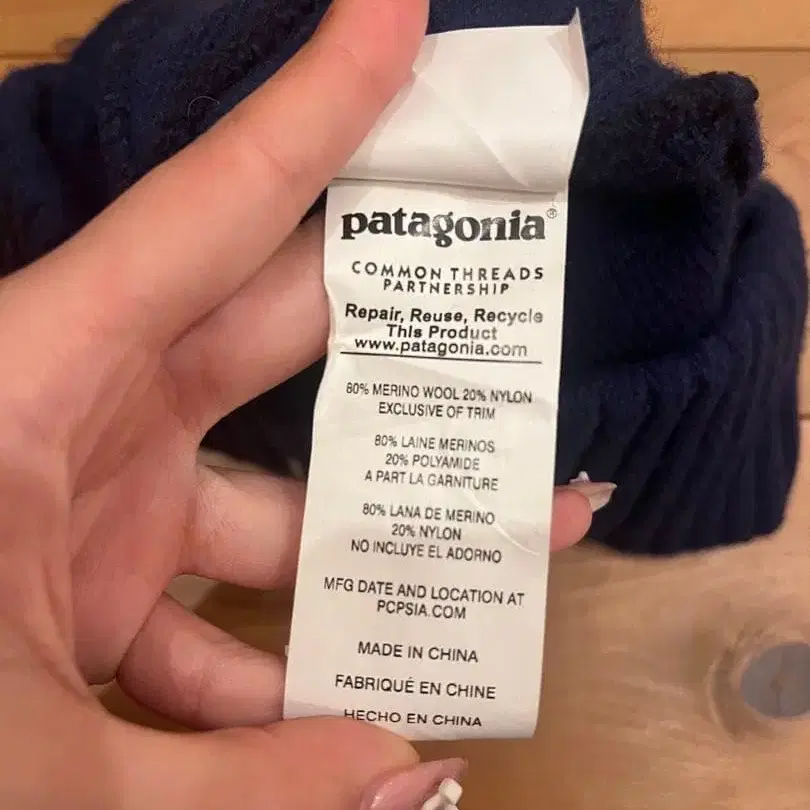 patagonia®
COMMON THREADS
PARTNERSHIP
Repair, Reuse, Recycle
This Product
www.patagonia.com
80% MERINO WOOL 20% NYLON
EXCLUSIVE OF TRIM
80% LAINE MERINOS
20% POLYAMIDE
A PART LA GARNITURE
80% LANA DE MERINO
20% NYLON
NO INCLUYE EL ADORNO
MFG DATE AND LOCATION AT
PCPSIA.COM
MADE IN CHINA
FABRIQUÉ EN CHINE
HECHO EN CHINA